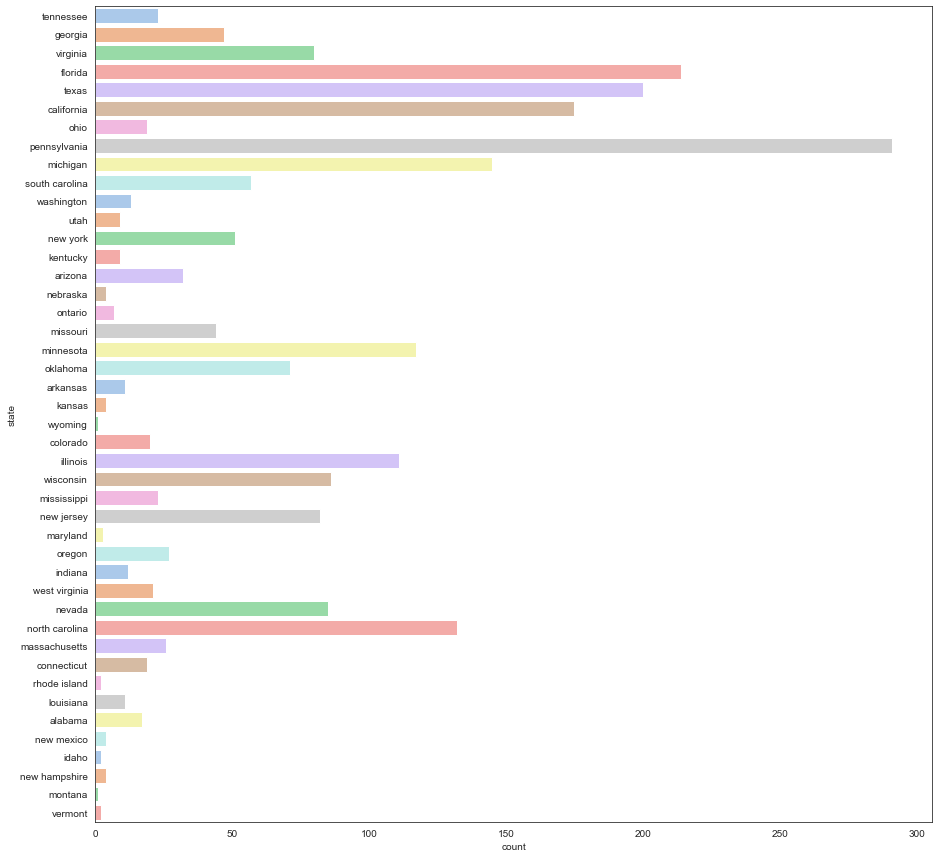 tennessee
georgia
virginia
florida
texas
california
ohio
pennsylvania
michigan
south carolina
washington
utah
new york
kentucky
arizona
nebraska
ontario
missouri
minnesota
oklahoma
arkansas
kansas
wyoming
colorado
illinois
wisconsin
mississippi
new jersey
maryland
oregon
indiana
west virginia
nevada
north carolina
massachusetts
connecticut
rhode island
louisiana
alabama
new mexico
idaho
new hampshire
montana
vermont
state
0 50 100 150 200 250 300
count